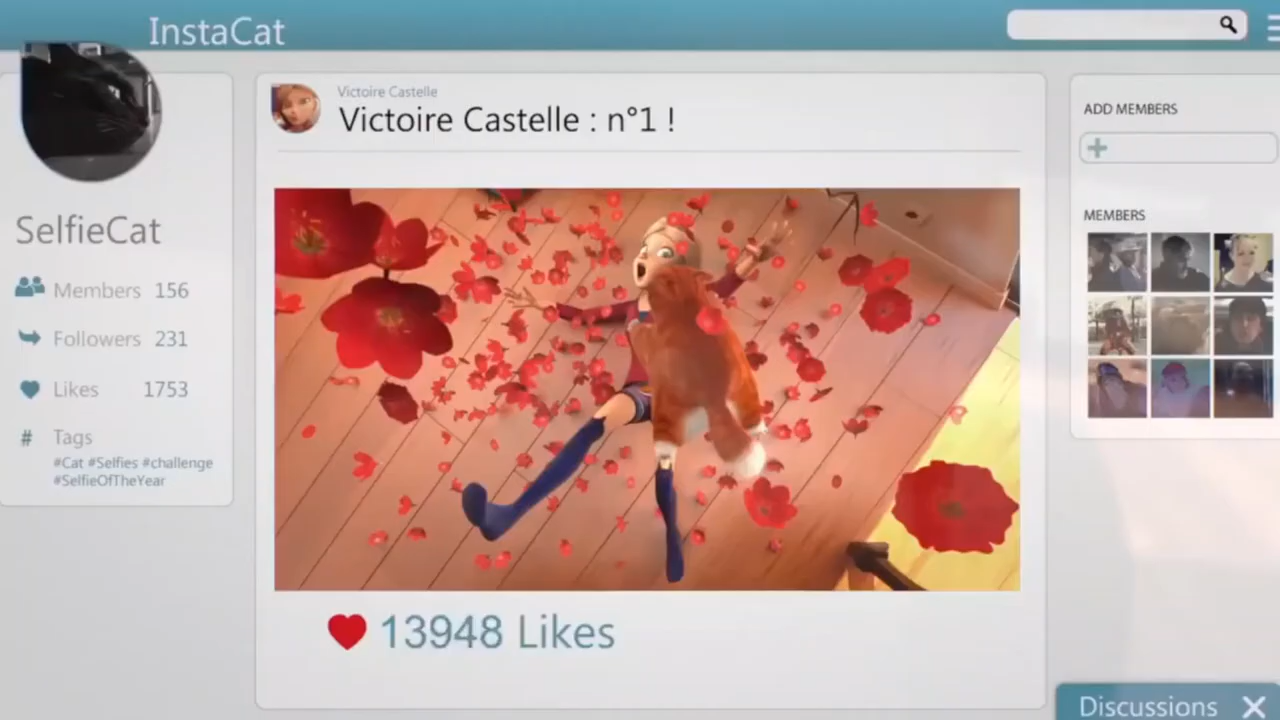 InstaCat
SelfieCat
Members 156
Followers 231
Likes 1753
# Tags
#Cat #Selfies #challenge
#SelfieOfTheYear
Victoire Castelle
Victoire Castelle : n°1 !
13948 Likes
ADD MEMBERS
MEMBERS
Discussions